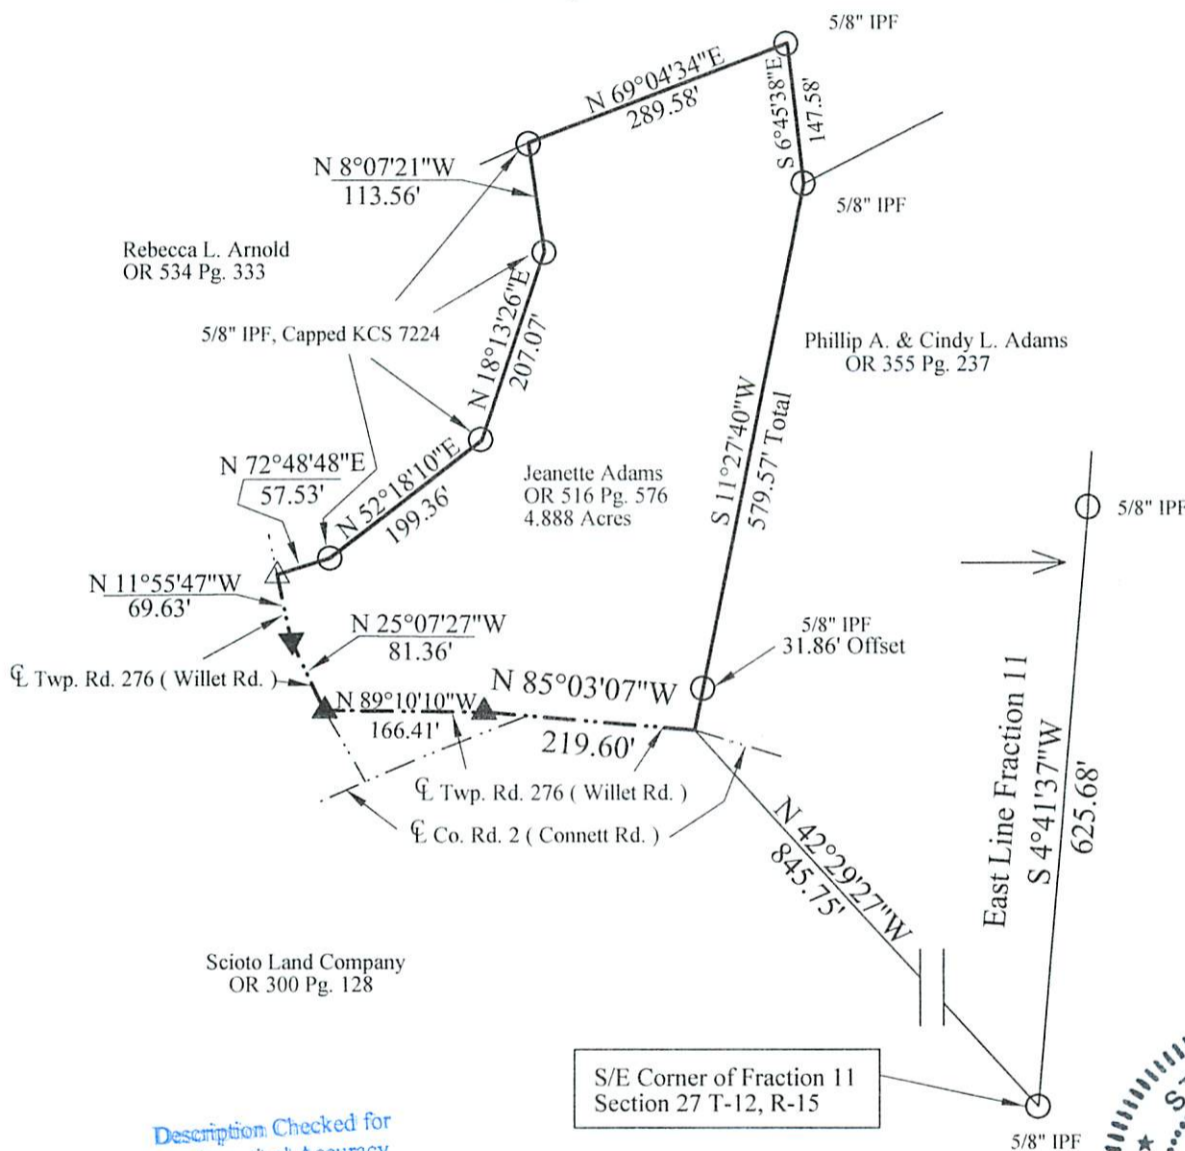 5/8" IPF
N 69°04'34"E
289.58'
S 6°45'38"E
147.58'
N 8°07'21"W
113.56'
5/8" IPF
Rebecca L. Arnold
OR 534 Pg. 333
5/8" IPF, Capped KCS 7224
N 18°13'26"E
207.07'
Phillip A. & Cindy L. Adams
OR 355 Pg. 237
S 11°27'40"W
579.57' Total
N 72°48'48"E
57.53'
N 52°18'10"E
199.36'
Jeanette Adams
OR 516 Pg. 576
4.888 Acres
5/8" IPF
N 11°55'47"W
69.63'
N 25°07'27"W
81.36'
5/8" IPF
31.86' Offset
℄ Twp. Rd. 276 ( Willet Rd. )
N 89°10'10"W
166.41'
N 85°03'07"W
219.60'
℄ Twp. Rd. 276 ( Willet Rd. )
℄ Co. Rd. 2 ( Connett Rd. )
N 42°29'27"W
845.75'
East Line Fraction 11
S 4°41'37"W
625.68'
Scioto Land Company
OR 300 Pg. 128
S/E Corner of Fraction 11
Section 27 T-12, R-15
5/8" IPF
Description Checked for